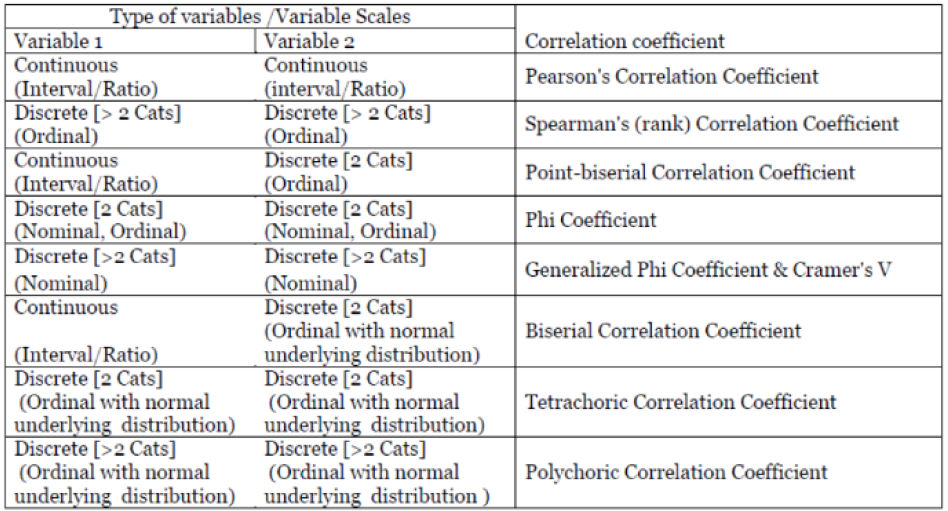 Type of variables /Variable Scales
Variable 1
Variable 2
Correlation coefficient
Continuous
(Interval/Ratio)
Continuous
(interval/Ratio)
Pearson's Correlation Coefficient
Discrete [> 2 Cats]
(Ordinal)
Discrete [> 2 Cats]
(Ordinal)
Spearman's (rank) Correlation Coefficient
Continuous
(Interval/Ratio)
Discrete [2 Cats]
(Ordinal)
Point-biserial Correlation Coefficient
Discrete [2 Cats]
(Nominal, Ordinal)
Discrete [2 Cats]
(Nominal, Ordinal)
Phi Coefficient
Discrete [>2 Cats]
(Nominal)
Discrete [>2 Cats]
(Nominal)
Generalized Phi Coefficient & Cramer's V
Continuous
(Interval/Ratio)
Discrete [2 Cats]
(Ordinal with normal
underlying distribution)
Biserial Correlation Coefficient
Discrete [2 Cats]
(Ordinal with normal
underlying distribution)
Discrete [2 Cats]
(Ordinal with normal
underlying distribution)
Tetrachoric Correlation Coefficient
Discrete [>2 Cats]
(Ordinal with normal
underlying distribution)
Discrete [>2 Cats]
(Ordinal with normal
underlying distribution )
Polychoric Correlation Coefficient